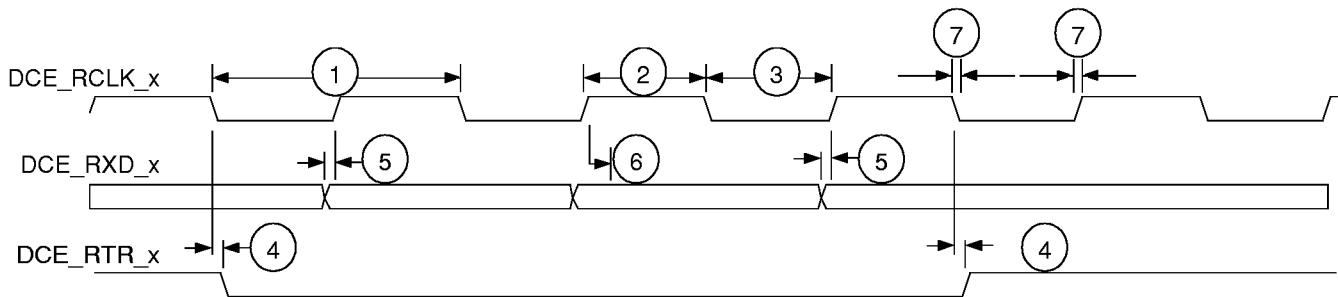 7 7
1 2 3
DCE_RCLK_x
5 6 5
DCE_RXD_x
4 4
DCE_RTR_x